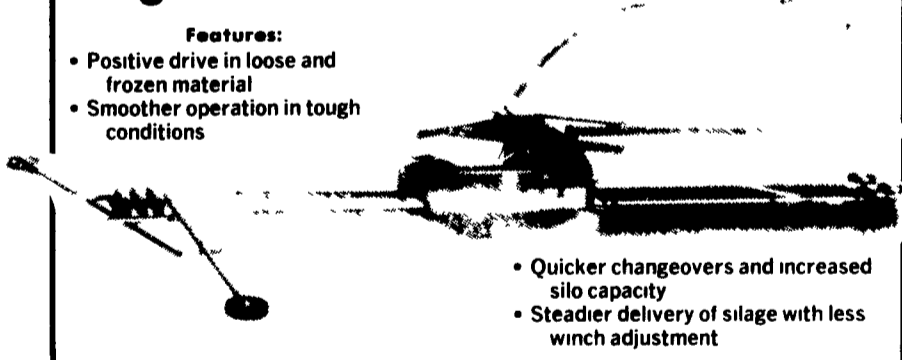 Features:
• Positive drive in loose and
frozen material
• Smoother operation in tough
conditions
• Quicker changeovers and increased
silo capacity
• Steadier delivery of silage with less
winch adjustment